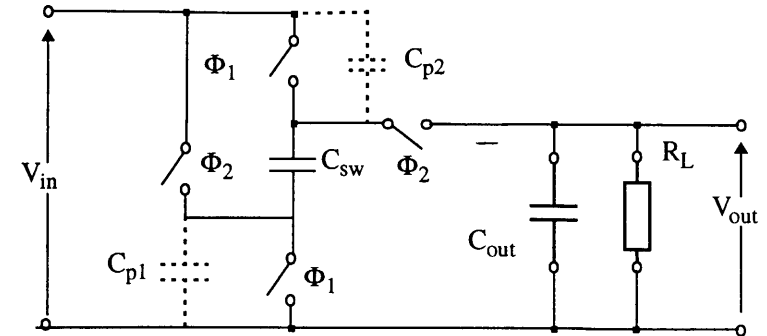 Φ1
Cp2
Vin
Φ2
Csw
Φ2
RL
Vout
Cout
Cp1
Φ1